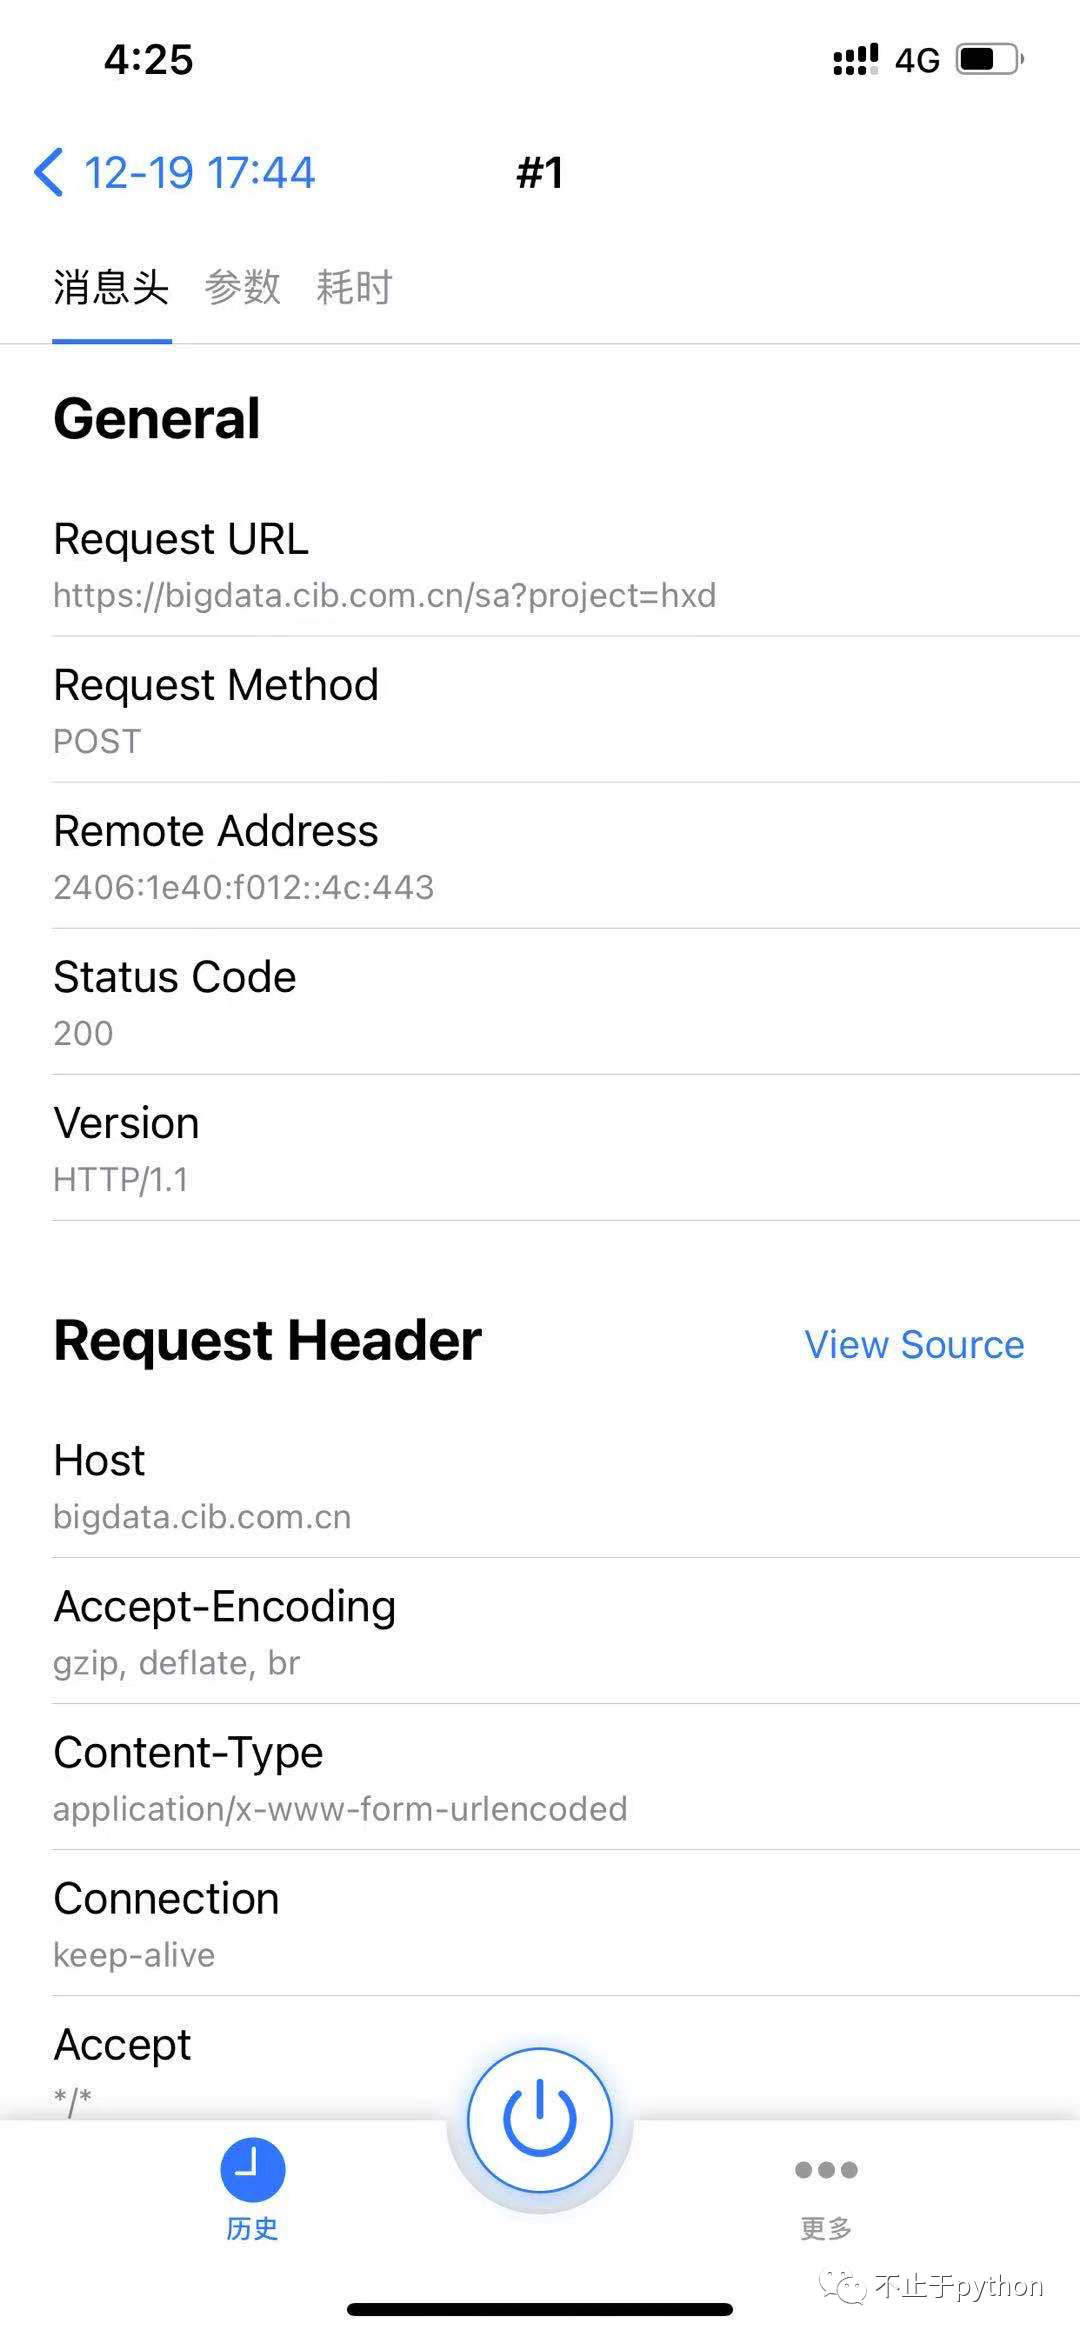 4:25
4G
12-19 17:44
#1
消息头 参数 耗时
General
Request URL
https://bigdata.cib.com.cn/sa?project=hxd
Request Method
POST
Remote Address
2406:1e40:f012::4c:443
Status Code
200
Version
HTTP/1.1
Request Header
View Source
Host
bigdata.cib.com.cn
Accept-Encoding
gzip, deflate, br
Content-Type
application/x-www-form-urlencoded
Connection
keep-alive
Accept
*/*
历史
更多
不止于python